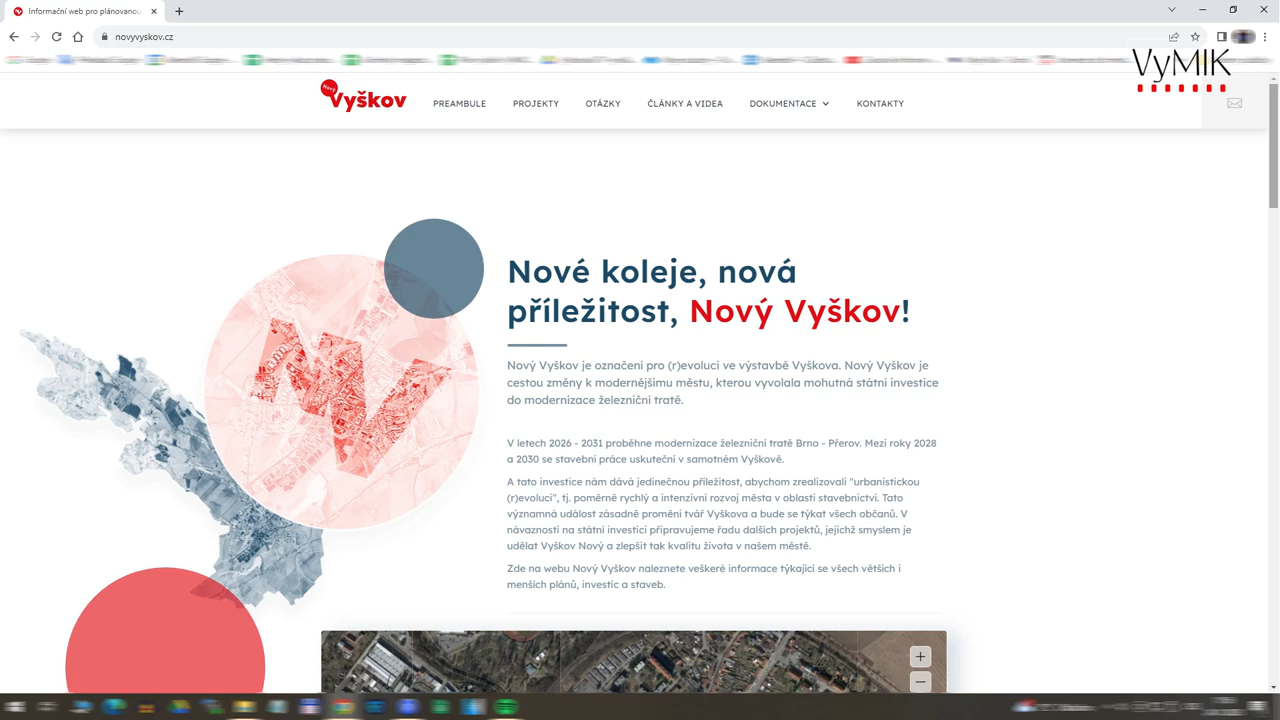 Informační web pro plánovanou
novyvyskov.cz
VyMIK
Nový
Vyškov
PREAMBULE
PROJEKTY
OTÁZKY
ČLÁNKY A VIDEA
DOKUMENTACE
KONTAKTY
Nové koleje, nová
příležitost, Nový Vyškov!
Nový Vyškov je označení pro (r)evoluci ve výstavbě Vyškova. Nový Vyškov je
cestou změny k modernějšímu městu, kterou vyvolala mohutná státní investice
do modernizace železniční tratě.
V letech 2026 - 2031 proběhne modernizace železniční tratě Brno - Přerov. Mezi roky 2028
a 2030 se stavební práce uskuteční v samotném Vyškově.
A tato investice nám dává jedinečnou příležitost, abychom zrealizovali "urbanistickou
(r)evoluci", tj. poměrně rychlý a intenzivní rozvoj města v oblasti stavebnictví. Tato
významná událost zásadně promění tvář Vyškova a bude se týkat všech občanů. V
návaznosti na státní investici připravujeme řadu dalších projektů, jejichž smyslem je
udělat Vyškov Nový a zlepšit tak kvalitu života v našem městě.
Zde na webu Nový Vyškov naleznete veškeré informace týkající se všech větších i
menších plánů, investic a staveb.
+
−